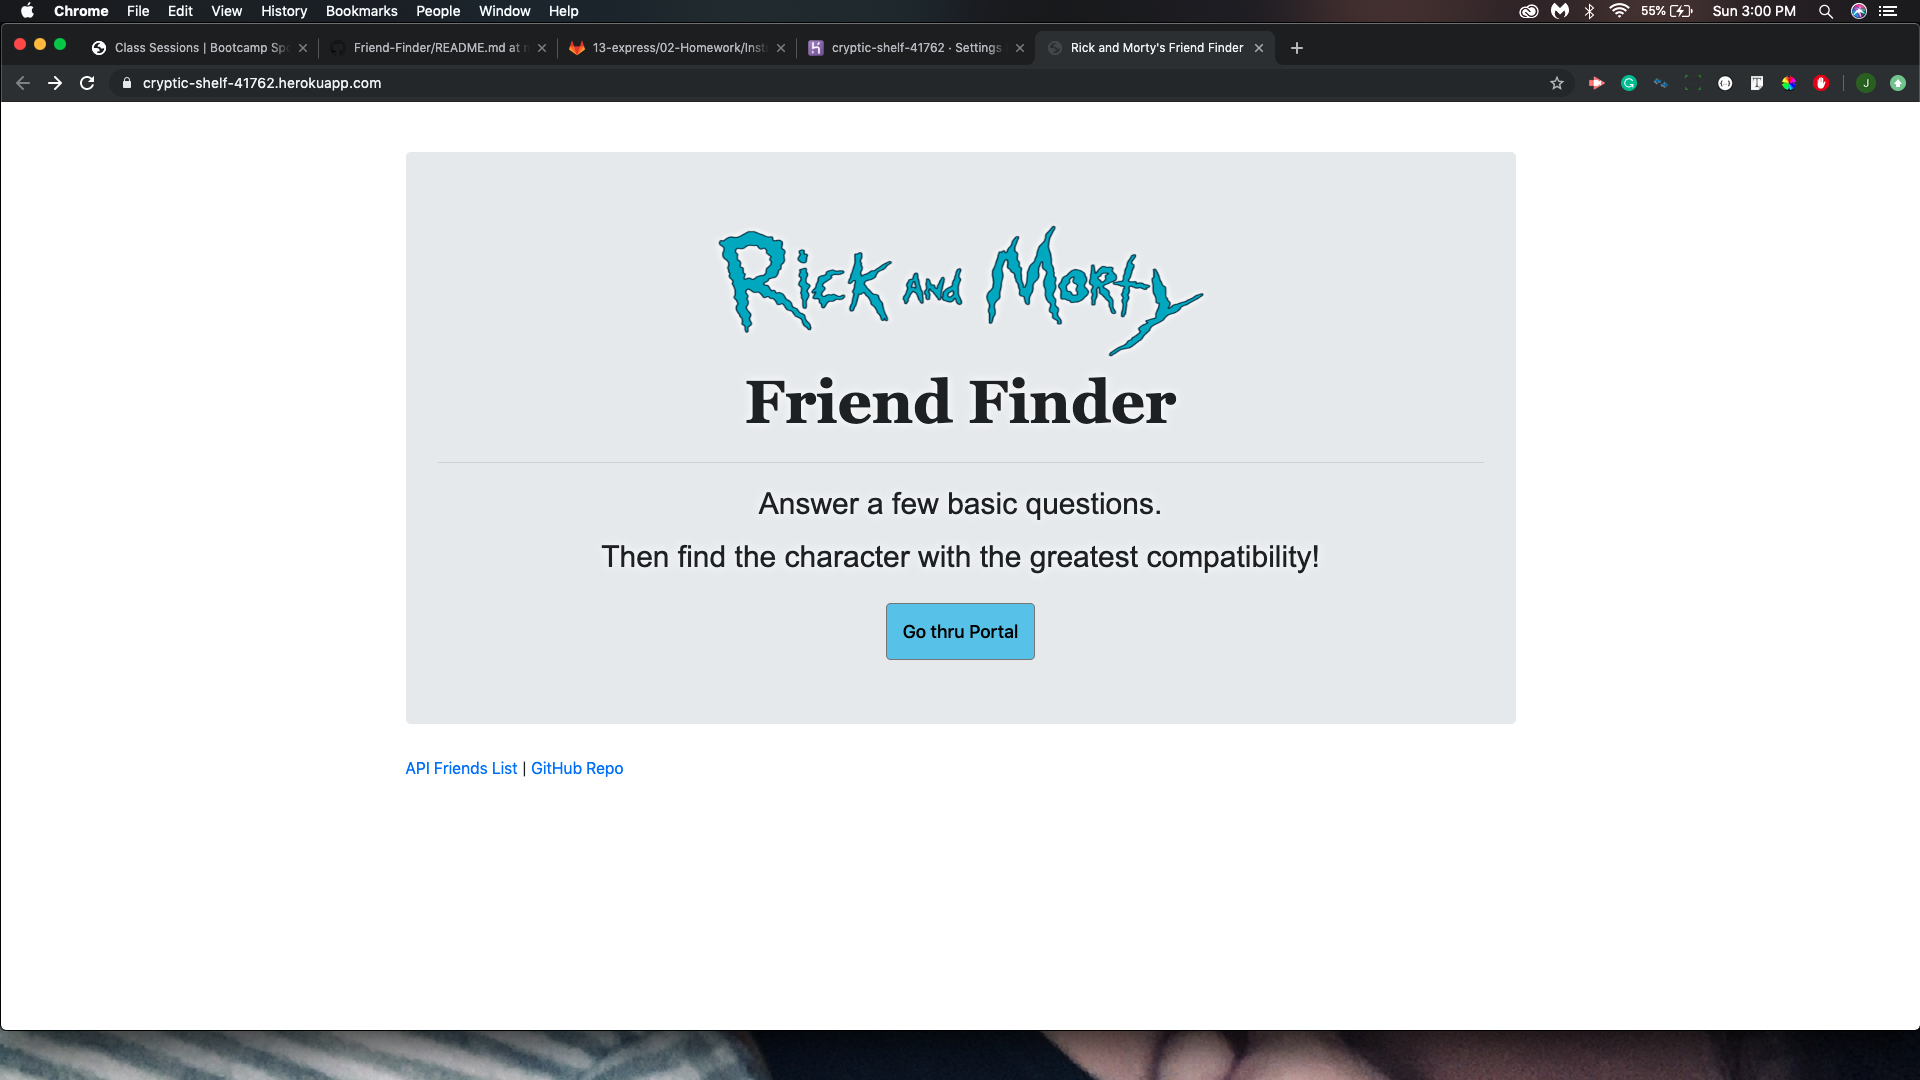 Chrome File Edit View History Bookmarks People Window Help 55% Sun 3:00 PM
Class Sessions | Bootcamp Sp Friend-Finder/README.md at 13-express/02-Homework/Inst cryptic-shelf-41762 · Settings Rick and Morty's Friend Finder
cryptic-shelf-41762.herokuapp.com J
Rick and Morty
Friend Finder
Answer a few basic questions.
Then find the character with the greatest compatibility!
Go thru Portal
API Friends List | GitHub Repo